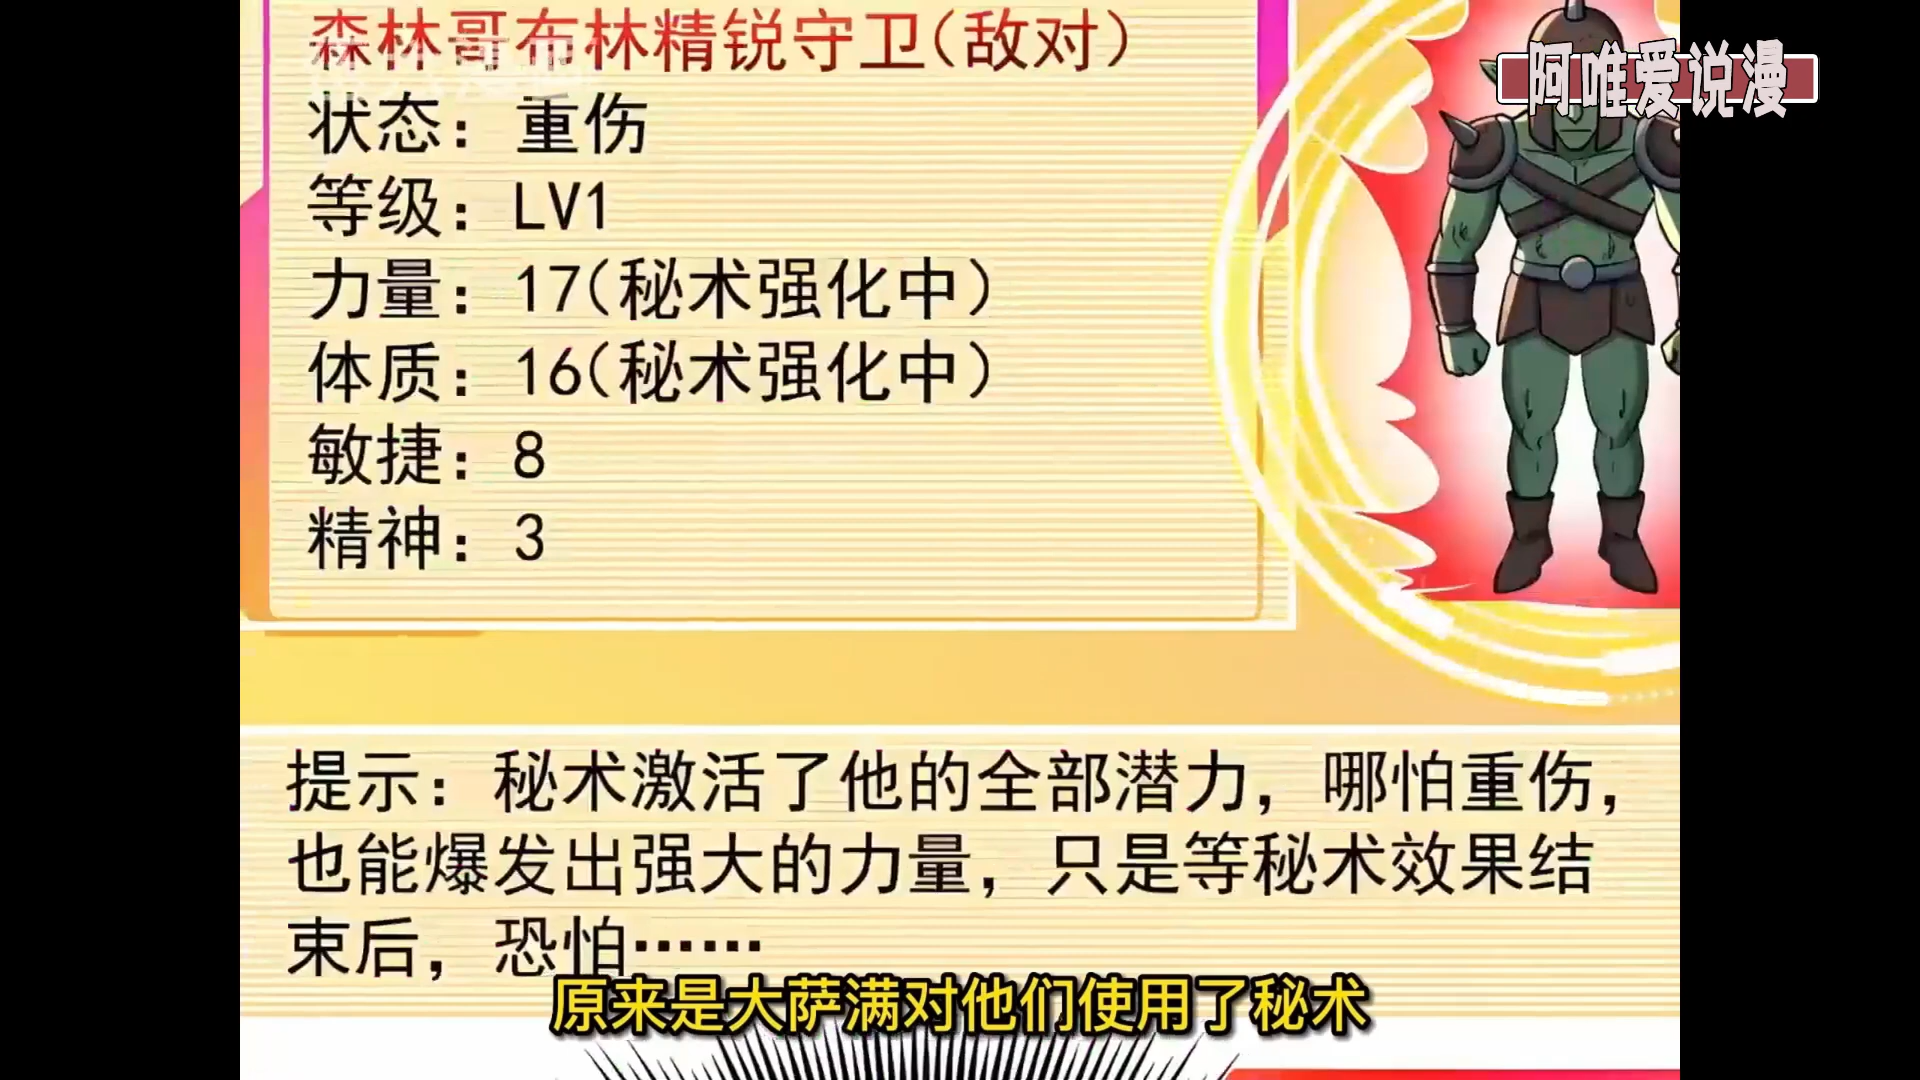 森林哥布林精锐守卫(敌对)
阿唯爱说漫
状态：重伤
等级：LV1
力量：17(秘术强化中)
体质：16(秘术强化中)
敏捷：8
精神：3
提示：秘术激活了他的全部潜力，哪怕重伤，
也能爆发出强大的力量，只是等秘术效果结
束后，恐怕……
原来是大萨满对他们使用了秘术